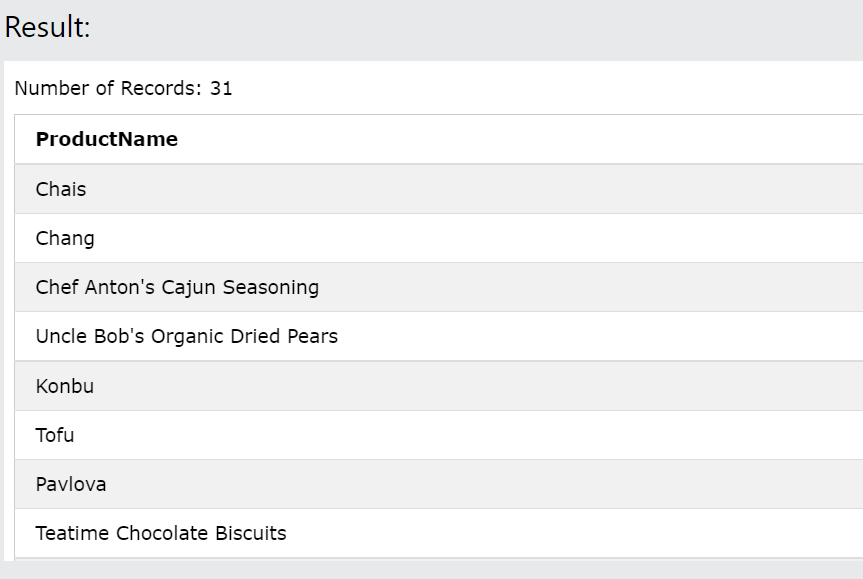 Result:
Number of Records: 31
ProductName
Chais
Chang
Chef Anton's Cajun Seasoning
Uncle Bob's Organic Dried Pears
Konbu
Tofu
Pavlova
Teatime Chocolate Biscuits